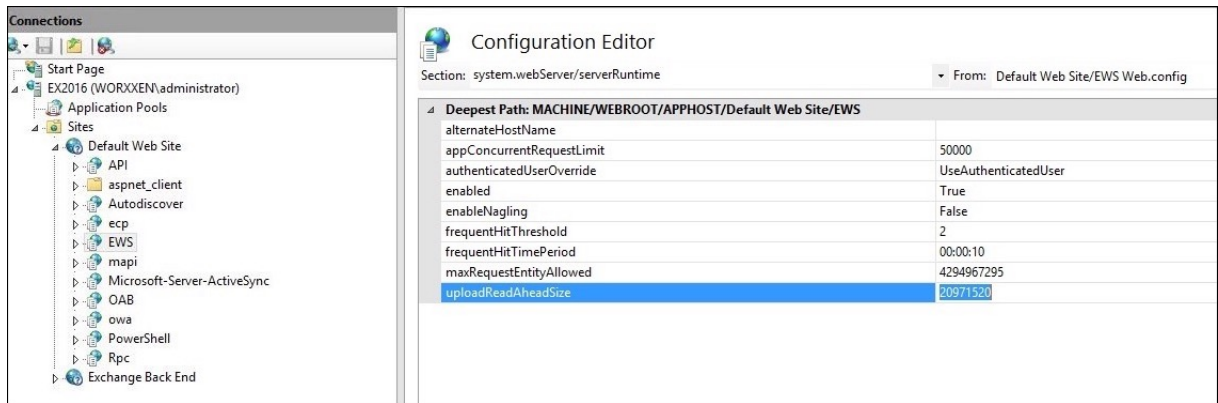 Connections
Start Page
EX2016 (WORXXEN\administrator)
Application Pools
Sites
Default Web Site
API
aspnet_client
Autodiscover
ecp
EWS
mapi
Microsoft-Server-ActiveSync
OAB
owa
PowerShell
Rpc
Exchange Back End
Configuration Editor
Section: system.webServer/serverRuntime From: Default Web Site/EWS Web.config
Deepest Path: MACHINE/WEBROOT/APPHOST/Default Web Site/EWS
alternateHostName
appConcurrentRequestLimit 50000
authenticatedUserOverride UseAuthenticatedUser
enabled True
enableNagling False
frequentHitThreshold 2
frequentHitTimePeriod 00:00:10
maxRequestEntityAllowed 4294967295
uploadReadAheadSize 20971520